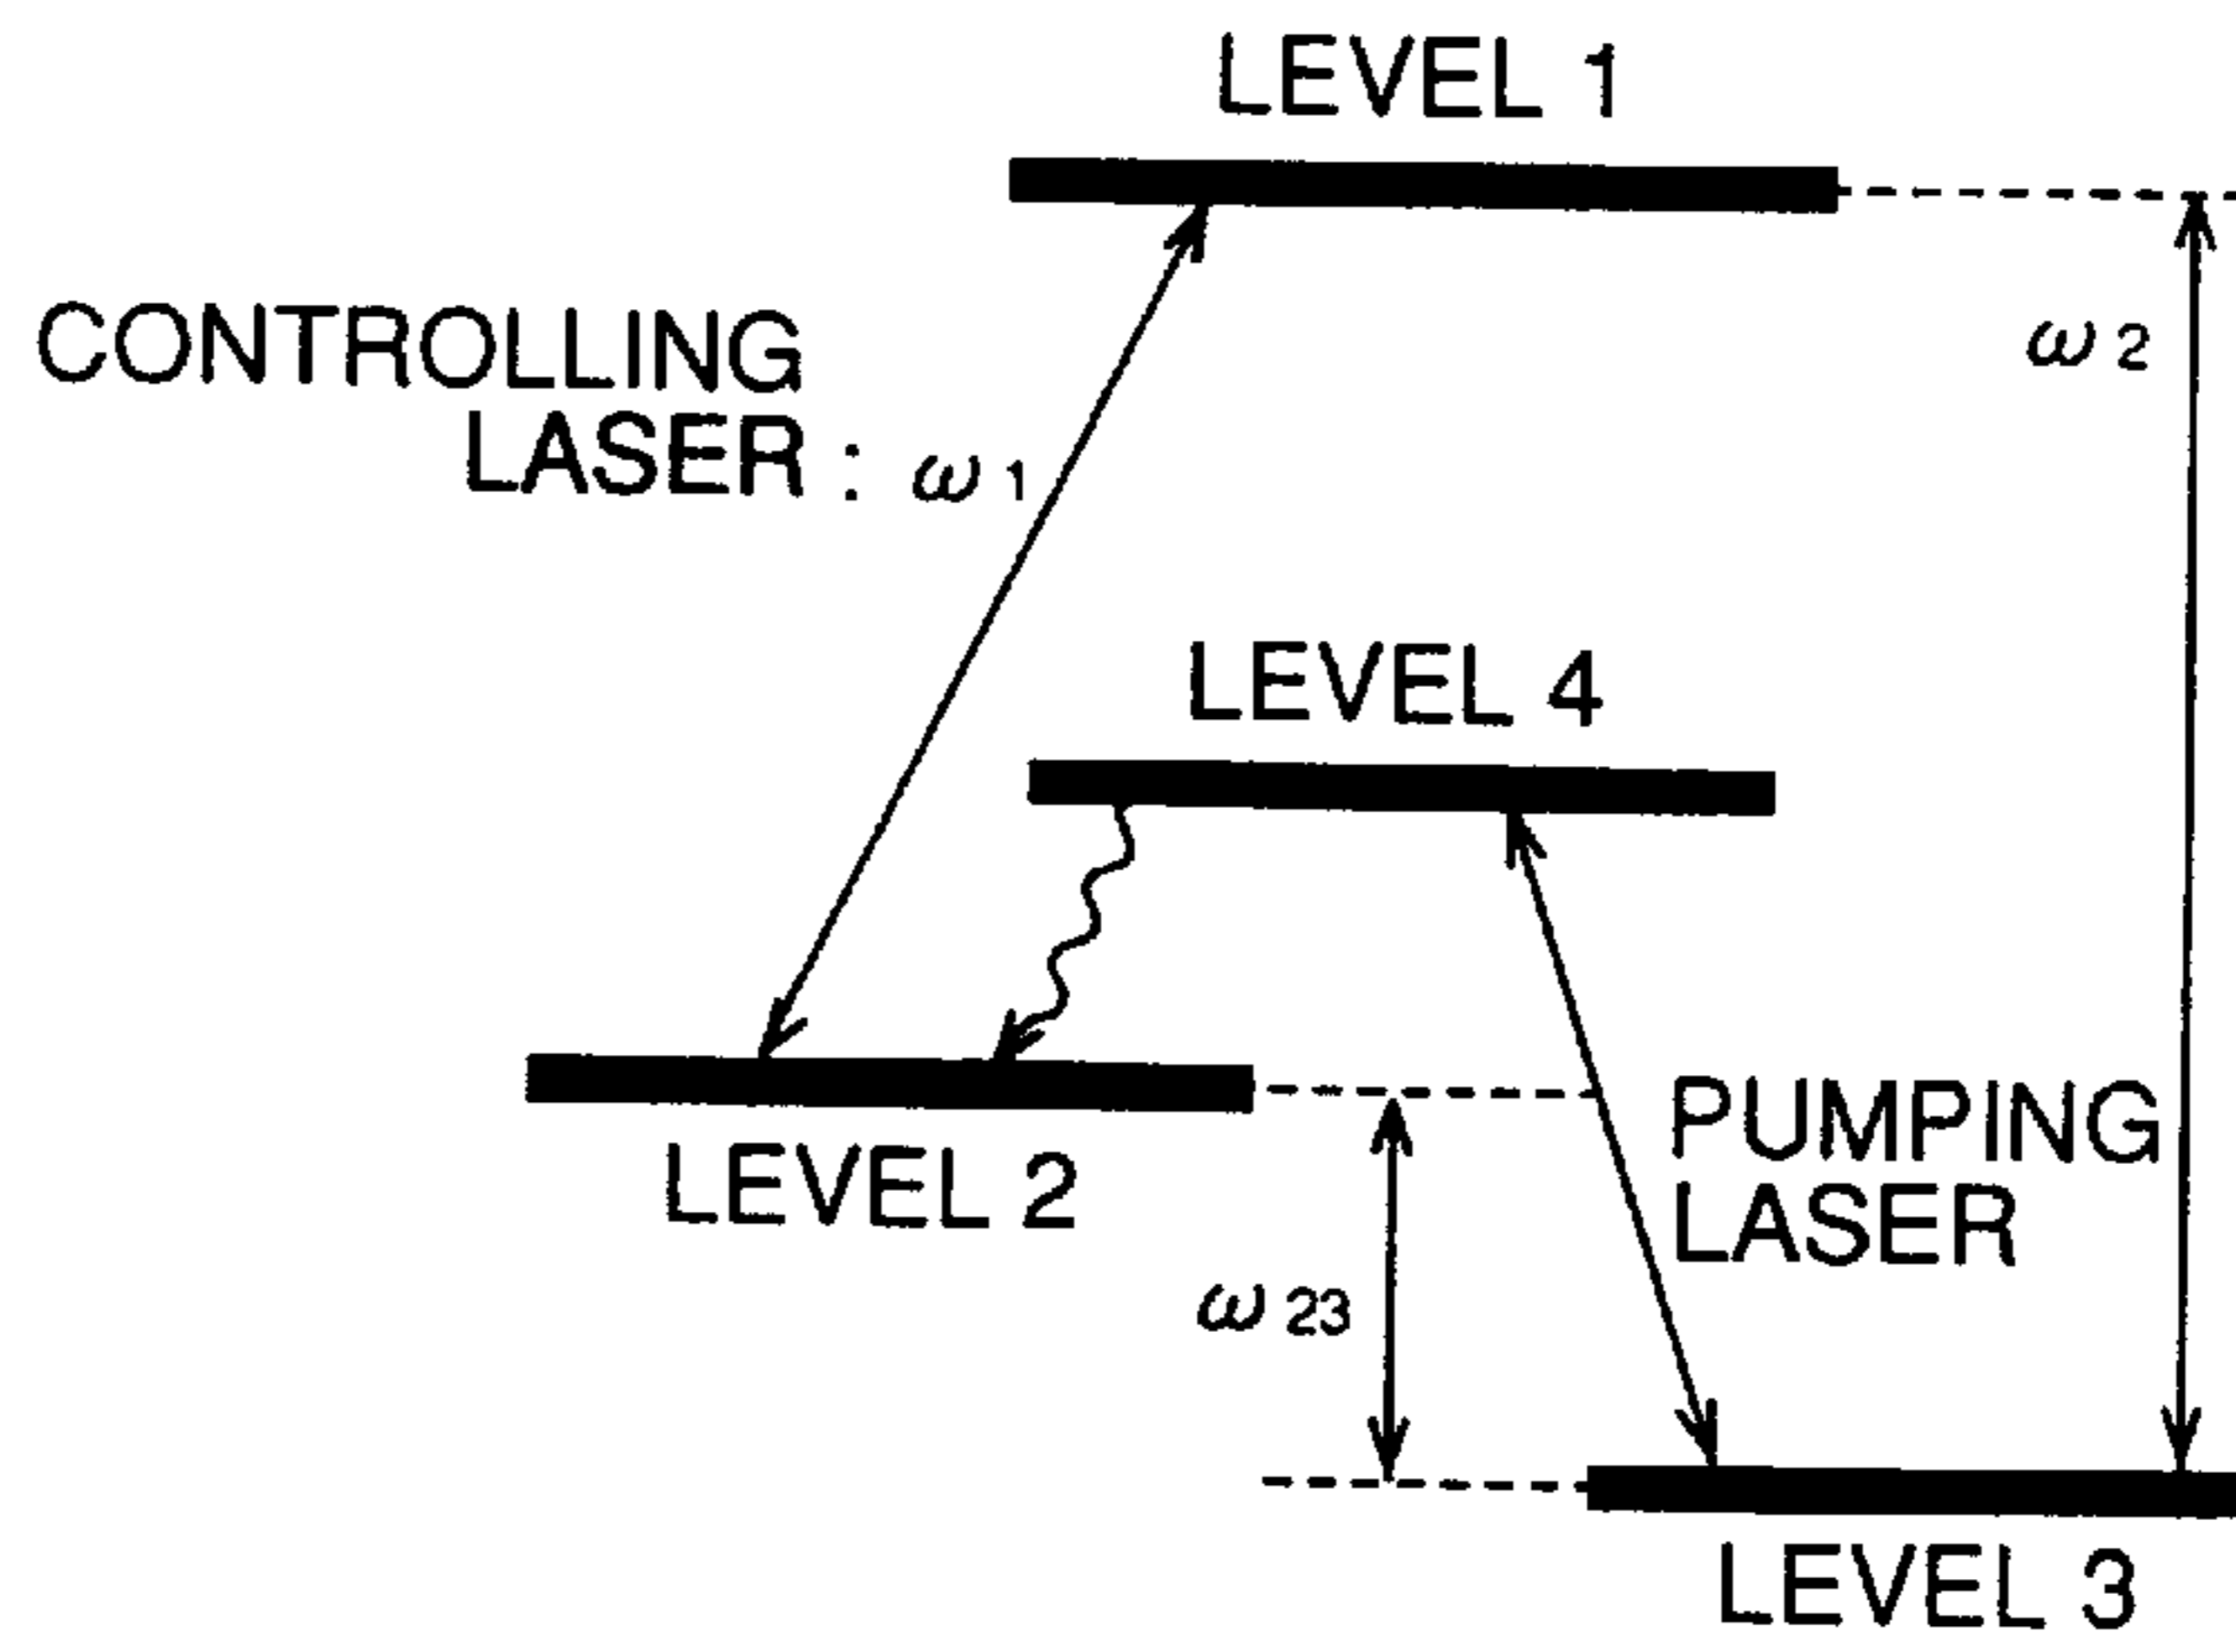 LEVEL 1
CONTROLLING
LASER : ω1
ω2
LEVEL 4
LEVEL 2
PUMPING
LASER
ω23
LEVEL 3